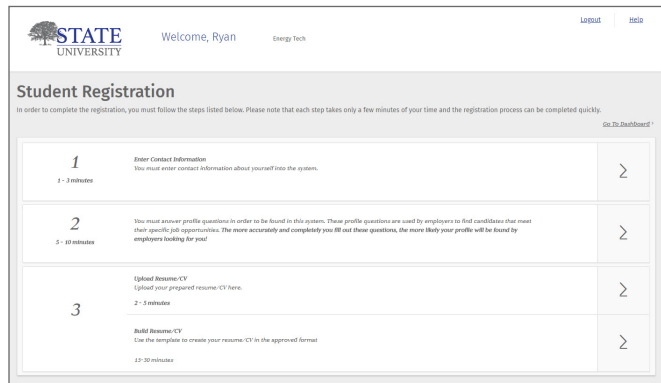 Logout Help
STATE
UNIVERSITY
Welcome, Ryan Energy Tech
Student Registration
In order to complete the registration, you must follow the steps listed below. Please note that each step takes only a few minutes of your time and the registration process can be completed quickly.
Go To Dashboard ›
1
1 - 3 minutes
Enter Contact Information
You must enter contact information about yourself into the system.
2
5 - 10 minutes
You must answer profile questions in order to be found in this system. These profile questions are used by employers to find candidates that meet
their specific job opportunities. The more accurately and completely you fill out these questions, the more likely your profile will be found by
employers looking for you!
3
Upload Resume/CV
Upload your prepared resume/CV here.
2 - 5 minutes
Build Resume/CV
Use the template to create your resume/CV in the approved format
15-30 minutes